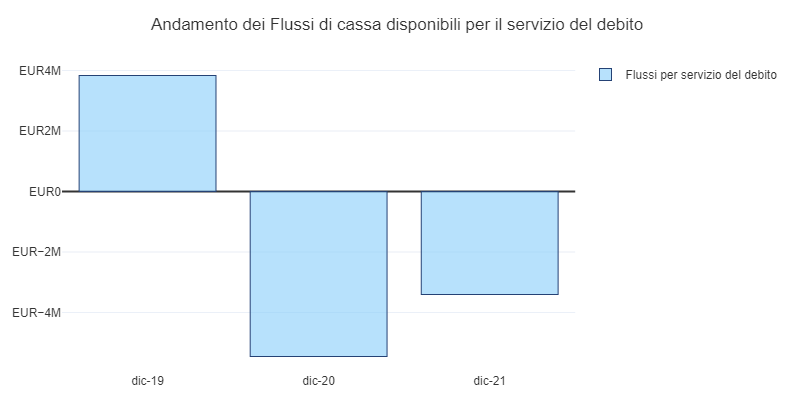 Andamento dei Flussi di cassa disponibili per il servizio del debito
EUR4M
EUR2M
EUR0
EUR−2M
EUR−4M
dic-19
dic-20
dic-21
Flussi per servizio del debito